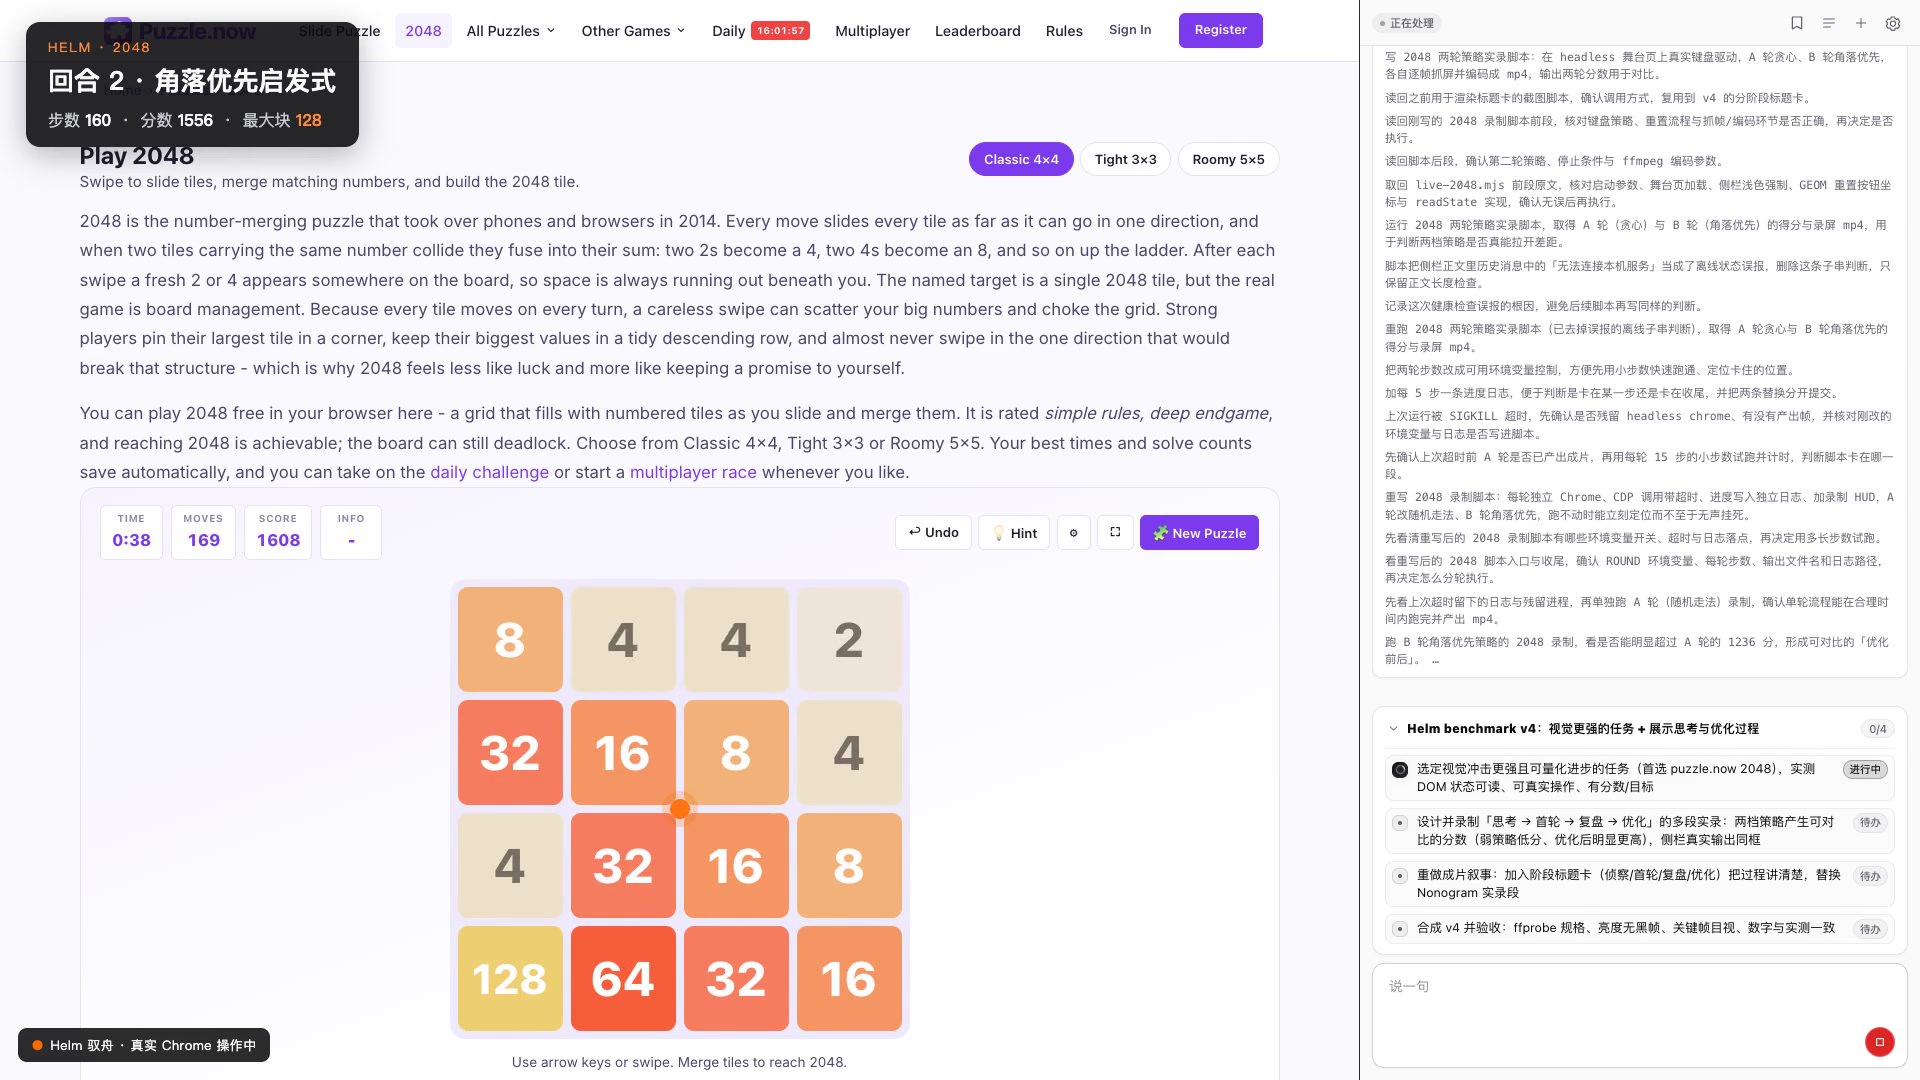 Puzzle.now
Slide Puzzle
2048
All Puzzles
Other Games
Daily 16:01:57
Multiplayer
Leaderboard
Rules
Sign In
Register
HELM · 2048
回合 2 · 角落优先启发式
步数 160 · 分数 1556 · 最大块 128
Home
Play 2048
Swipe to slide tiles, merge matching numbers, and build the 2048 tile.
Classic 4×4
Tight 3×3
Roomy 5×5
2048 is the number-merging puzzle that took over phones and browsers in 2014. Every move slides every tile as far as it can go in one direction, and
when two tiles carrying the same number collide they fuse into their sum: two 2s become a 4, two 4s become an 8, and so on up the ladder. After each
swipe a fresh 2 or 4 appears somewhere on the board, so space is always running out beneath you. The named target is a single 2048 tile, but the real
game is board management. Because every tile moves on every turn, a careless swipe can scatter your big numbers and choke the grid. Strong
players pin their largest tile in a corner, keep their biggest values in a tidy descending row, and almost never swipe in the one direction that would
break that structure - which is why 2048 feels less like luck and more like keeping a promise to yourself.
You can play 2048 free in your browser here - a grid that fills with numbered tiles as you slide and merge them. It is rated simple rules, deep endgame,
and reaching 2048 is achievable; the board can still deadlock. Choose from Classic 4×4, Tight 3×3 or Roomy 5×5. Your best times and solve counts
save automatically, and you can take on the daily challenge or start a multiplayer race whenever you like.
TIME
0:38
MOVES
169
SCORE
1608
INFO
-
Undo
Hint
New Puzzle
8 4 4 2
32 16 8 4
4 32 16 8
128 64 32 16
Use arrow keys or swipe. Merge tiles to reach 2048.
Helm 驭舟 · 真实 Chrome 操作中
正在处理
写 2048 两轮策略实录脚本：在 headless 舞台页上真实键盘驱动，A 轮贪心、B 轮角落优先，
各自逐帧抓屏并编码成 mp4，输出两轮分数用于对比。
读回之前用于渲染标题卡的截图脚本，确认调用方式，复用到 v4 的分阶段标题卡。
读回刚写的 2048 录制脚本前段，核对键盘策略、重置流程与抓帧/编码环节是否正确，再决定是否
执行。
读回脚本后段，确认第二轮策略、停止条件与 ffmpeg 编码参数。
取回 live-2048.mjs 前段原文，核对启动参数、舞台页加载、侧栏浅色强制、GEOM 重置按钮坐
标与 readState 实现，确认无误后再执行。
运行 2048 两轮策略实录脚本，取得 A 轮（贪心）与 B 轮（角落优先）的得分与录屏 mp4，用
于判断两档策略是否真能拉开差距。
脚本把侧栏正文里历史消息中的「无法连接本机服务」当成了离线状态误报，删除这条子串判断，只
保留正文长度检查。
记录这次健康检查误报的根因，避免后续脚本再写同样的判断。
重跑 2048 两轮策略实录脚本（已去掉误报的离线子串判断），取得 A 轮贪心与 B 轮角落优先的
得分与录屏 mp4。
把两轮步数改成可用环境变量控制，方便先用小步数快速跑通、定位卡住的位置。
加每 5 步一条进度日志，便于判断是卡在某一步还是卡在收尾，并把两条替换分开提交。
上次运行被 SIGKILL 超时，先确认是否残留 headless chrome、有没有产出帧，并核对刚改的
环境变量与日志是否写进脚本。
先确认上次超时前 A 轮是否已产出成片，再用每轮 15 步的小步数试跑并计时，判断脚本卡在哪一
段。
重写 2048 录制脚本：每轮独立 Chrome、CDP 调用带超时、进度写入独立日志、加录制 HUD，A
轮改随机走法、B 轮角落优先，跑不动时能立刻定位而不至于无声挂死。
先看清重写后的 2048 录制脚本有哪些环境变量开关、超时与日志落点，再决定用多长步数试跑。
看重写后的 2048 脚本入口与收尾，确认 ROUND 环境变量、每轮步数、输出文件名和日志路径，
再决定怎么分轮执行。
先看上次超时留下的日志与残留进程，再单独跑 A 轮（随机走法）录制，确认单轮流程能在合理时
间内跑完并产出 mp4。
跑 B 轮角落优先策略的 2048 录制，看是否能明显超过 A 轮的 1236 分，形成可对比的「优化
前后」。 …
Helm benchmark v4：视觉更强的任务 + 展示思考与优化过程
0/4
选定视觉冲击更强且可量化进步的任务（首选 puzzle.now 2048），实测
DOM 状态可读、可真实操作、有分数/目标
进行中
设计并录制「思考 → 首轮 → 复盘 → 优化」的多段实录：两档策略产生可对
比的分数（弱策略低分、优化后明显更高），侧栏真实输出同框
待办
重做成片叙事：加入阶段标题卡（侦察/首轮/复盘/优化）把过程讲清楚，替换
Nonogram 实录段
待办
合成 v4 并验收：ffprobe 规格、亮度无黑帧、关键帧目视、数字与实测一致
待办
说一句